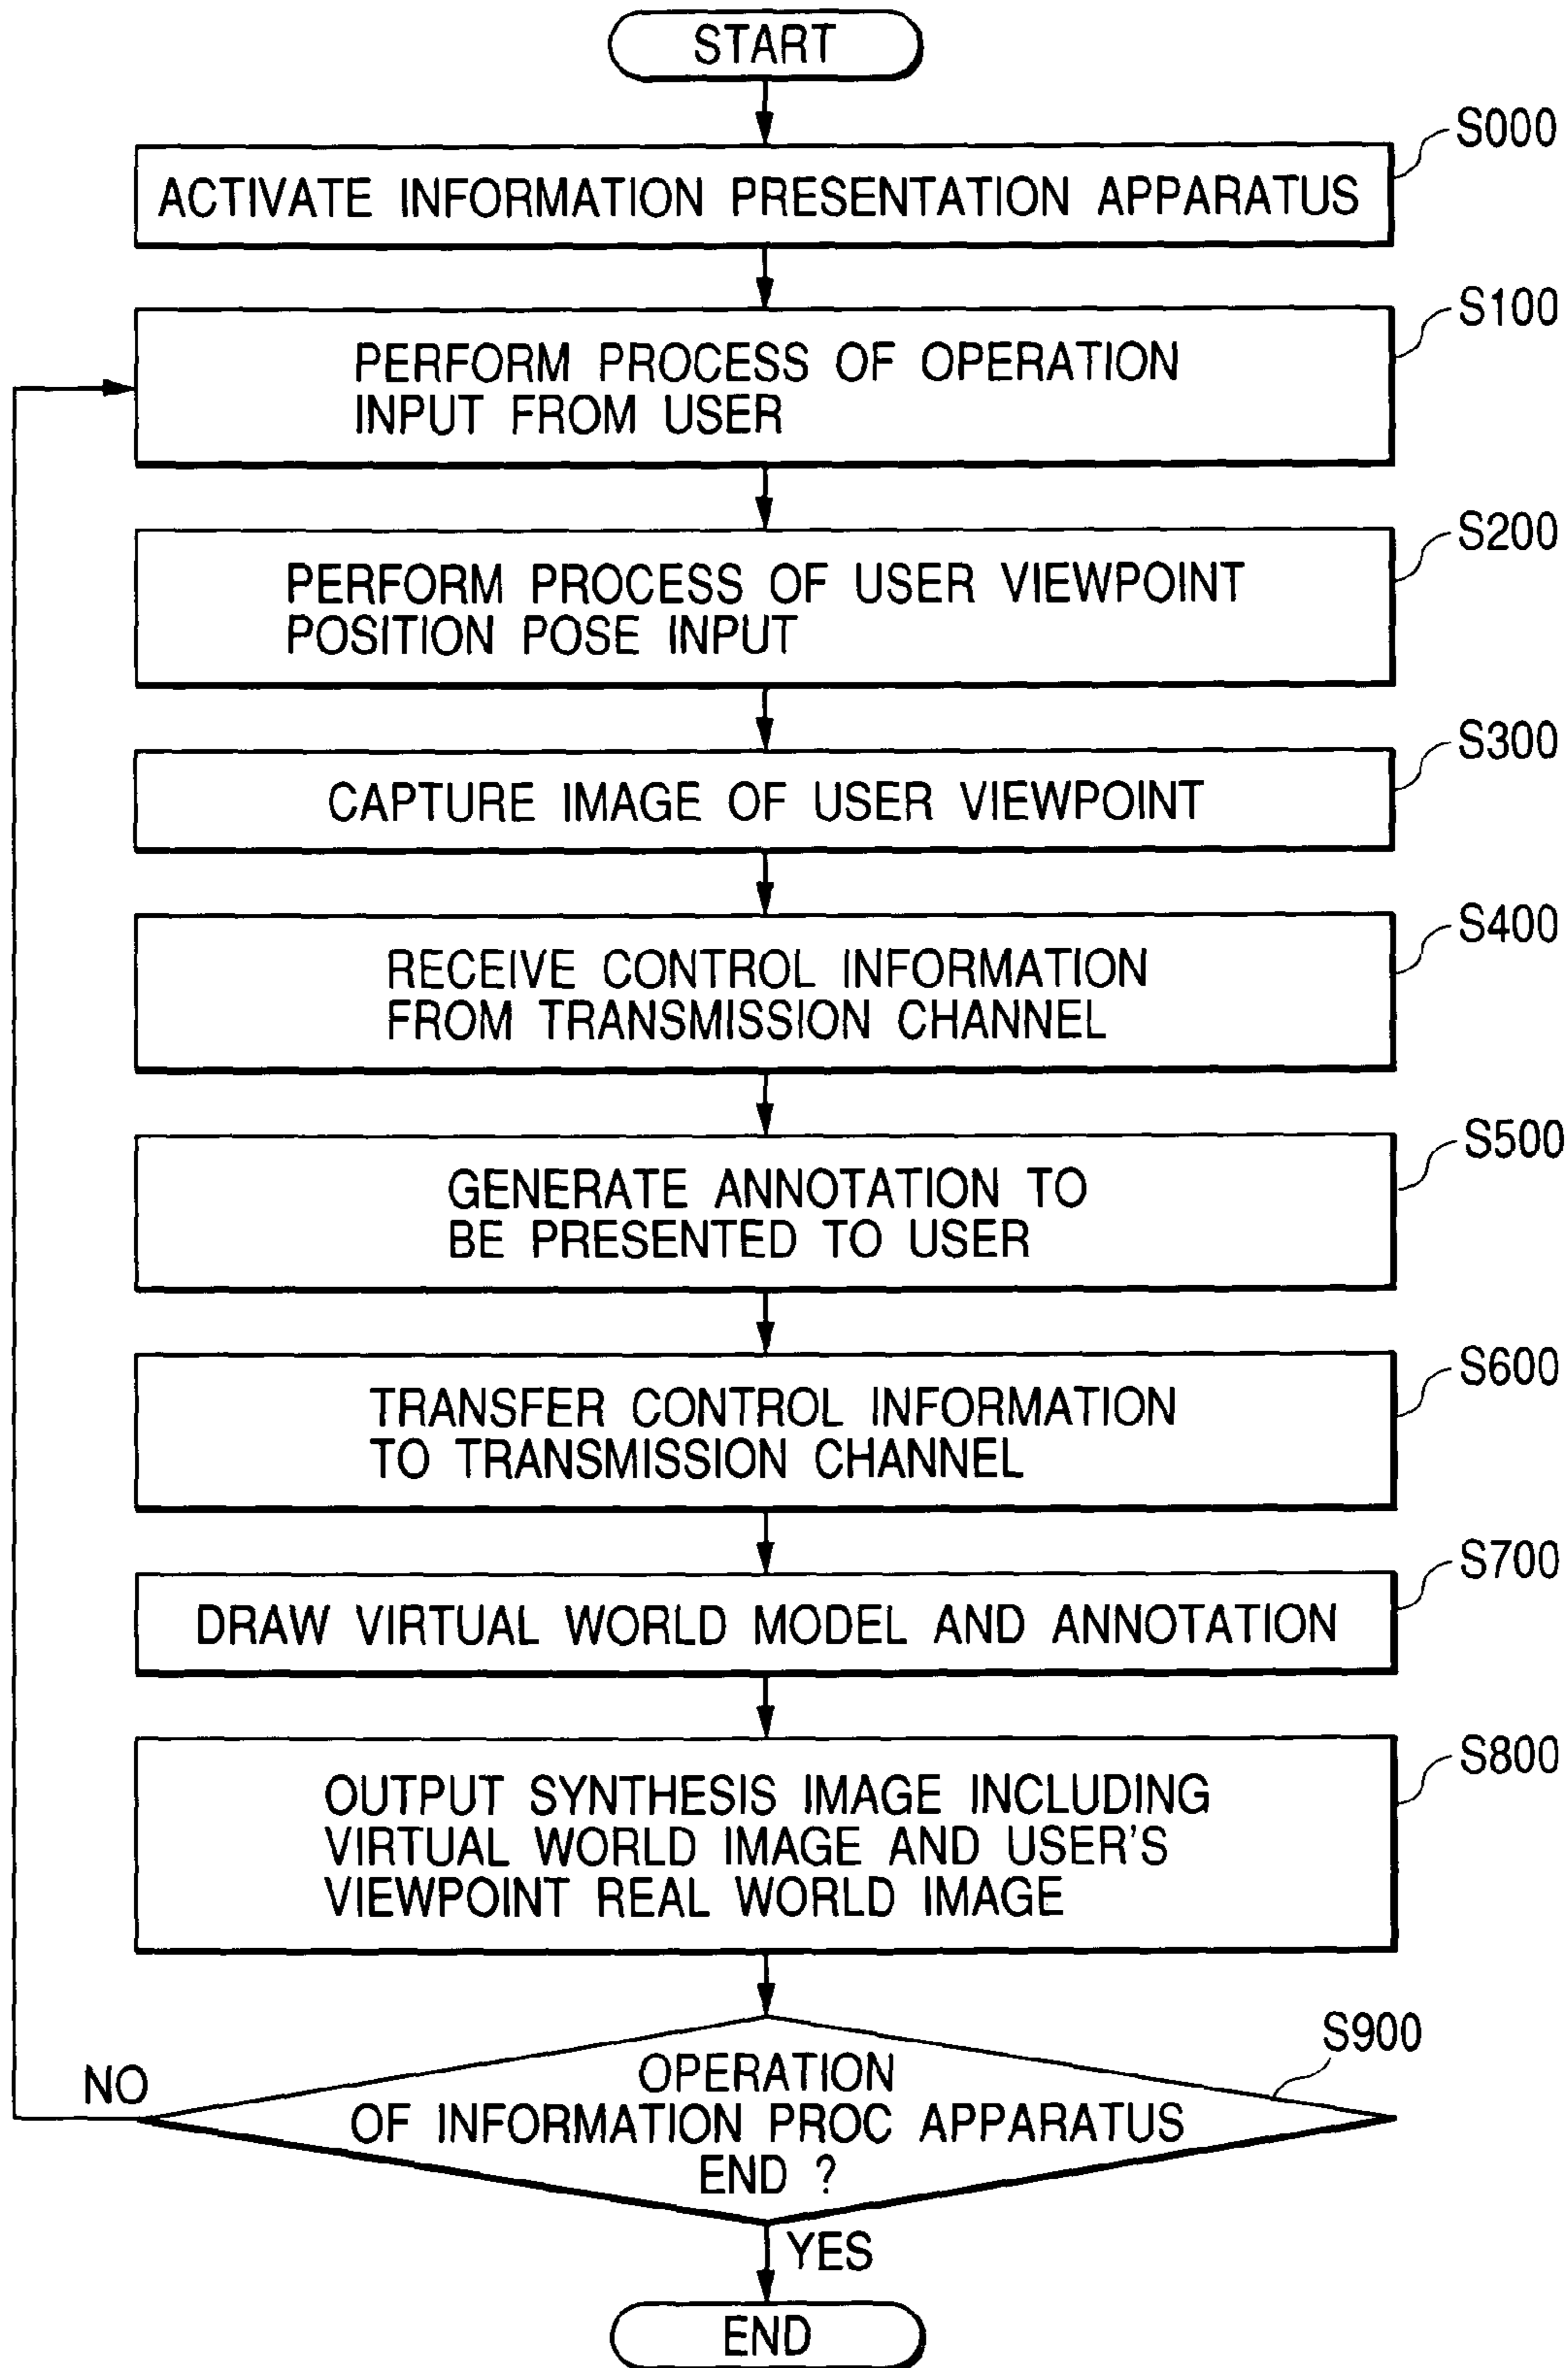 START
S000
ACTIVATE INFORMATION PRESENTATION APPARATUS
S100
PERFORM PROCESS OF OPERATION
INPUT FROM USER
S200
PERFORM PROCESS OF USER VIEWPOINT
POSITION POSE INPUT
S300
CAPTURE IMAGE OF USER VIEWPOINT
S400
RECEIVE CONTROL INFORMATION
FROM TRANSMISSION CHANNEL
S500
GENERATE ANNOTATION TO
BE PRESENTED TO USER
S600
TRANSFER CONTROL INFORMATION
TO TRANSMISSION CHANNEL
S700
DRAW VIRTUAL WORLD MODEL AND ANNOTATION
S800
OUTPUT SYNTHESIS IMAGE INCLUDING
VIRTUAL WORLD IMAGE AND USER'S
VIEWPOINT REAL WORLD IMAGE
S900
NO
OPERATION
OF INFORMATION PROC APPARATUS
END ?
YES
END